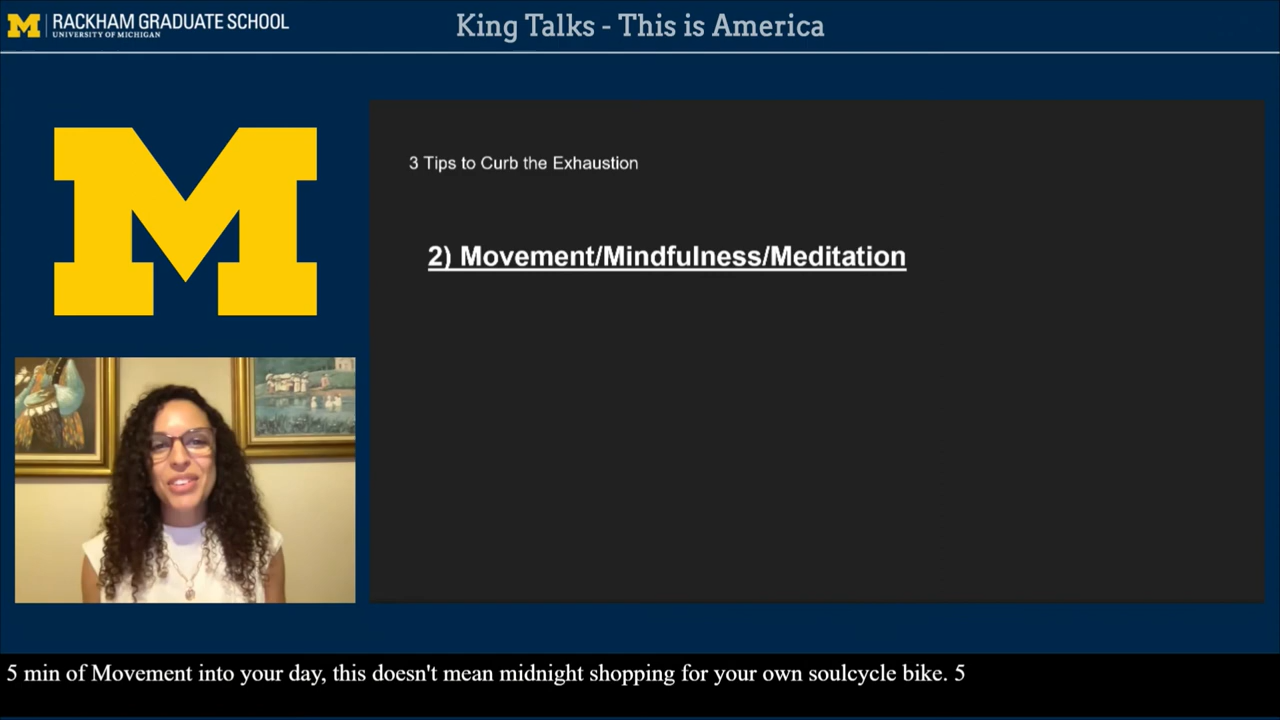 RACKHAM GRADUATE SCHOOL
UNIVERSITY OF MICHIGAN
King Talks - This is America
3 Tips to Curb the Exhaustion
2) Movement/Mindfulness/Meditation
5 min of Movement into your day, this doesn't mean midnight shopping for your own soulcycle bike. 5